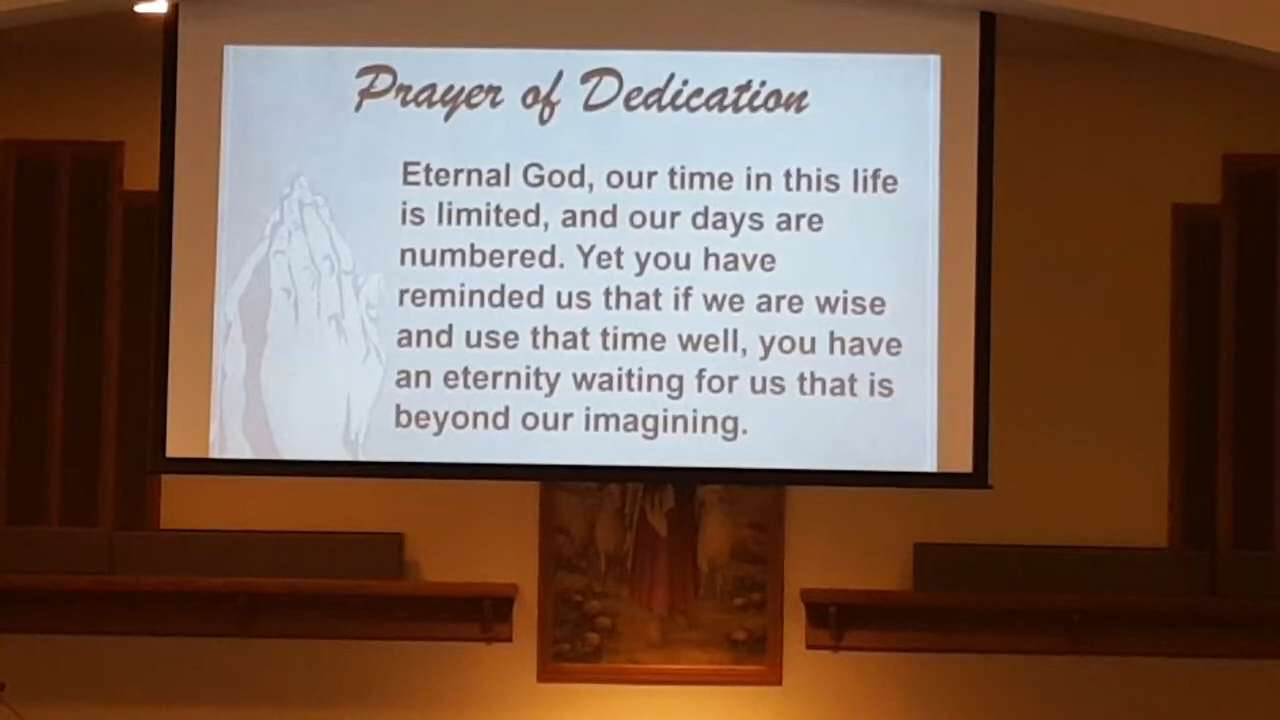 Prayer of Dedication
Eternal God, our time in this life
is limited, and our days are
numbered. Yet you have
reminded us that if we are wise
and use that time well, you have
an eternity waiting for us that is
beyond our imagining.